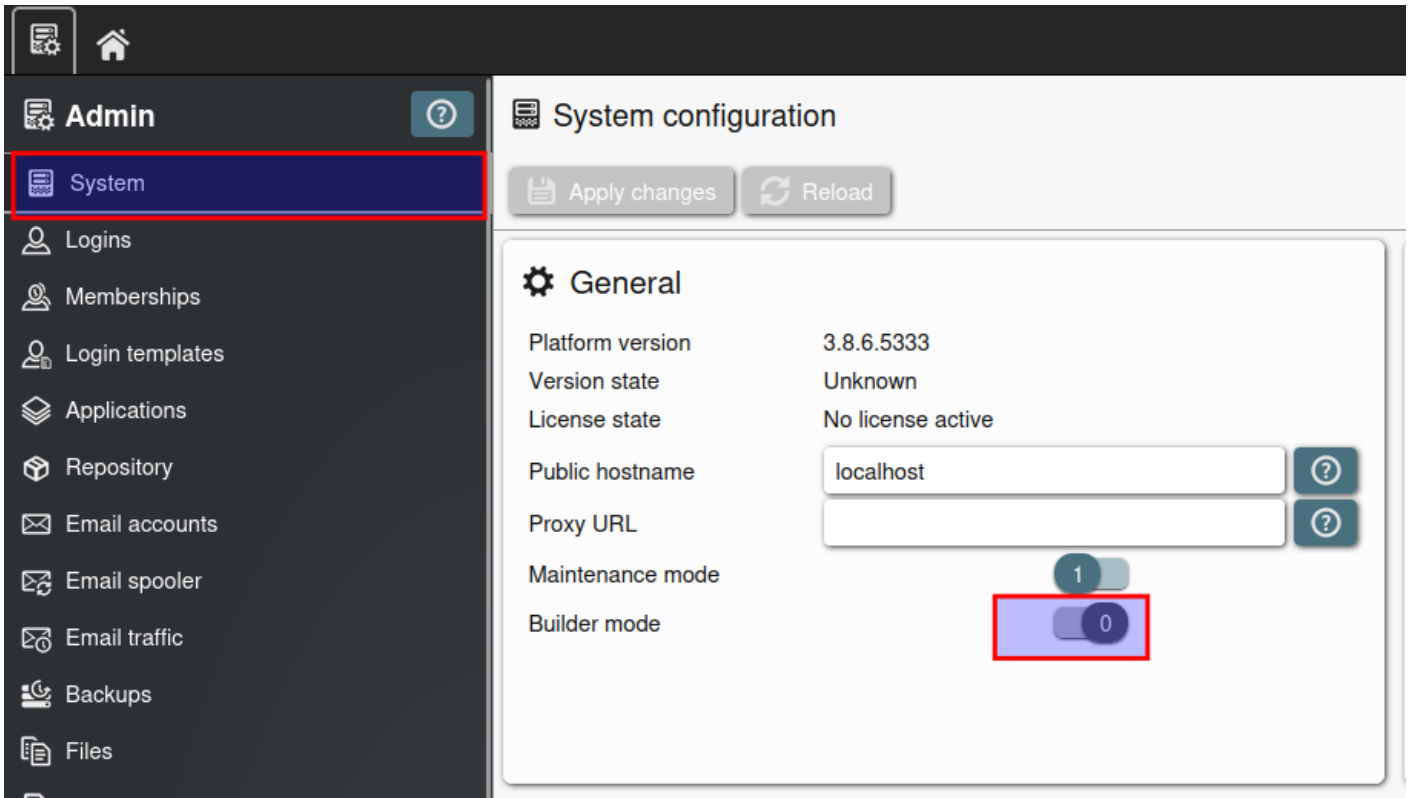 Admin
System
Logins
Memberships
Login templates
Applications
Repository
Email accounts
Email spooler
Email traffic
Backups
Files
System configuration
Apply changes Reload
General
Platform version 3.8.6.5333
Version state Unknown
License state No license active
Public hostname localhost
Proxy URL
Maintenance mode 1
Builder mode 0